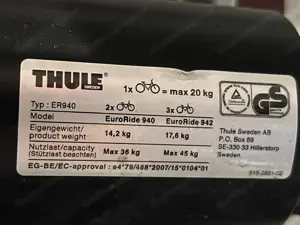 THULE
SWEDEN
1x = max 20 kg
Typ : ER940 2x 3x
Model EuroRide 940 EuroRide 942
Eigengewicht/
product weight 14,2 kg 17,6 kg
Nutzlast/capacity
(Stützlast beachten) Max 36 kg Max 45 kg
EG-BE/EC-approval : e4*79/488*2007/15*0104*01
GS
Thule Sweden AB
P.O. Box 69
SE-330 33 Hillerstorp
Sweden